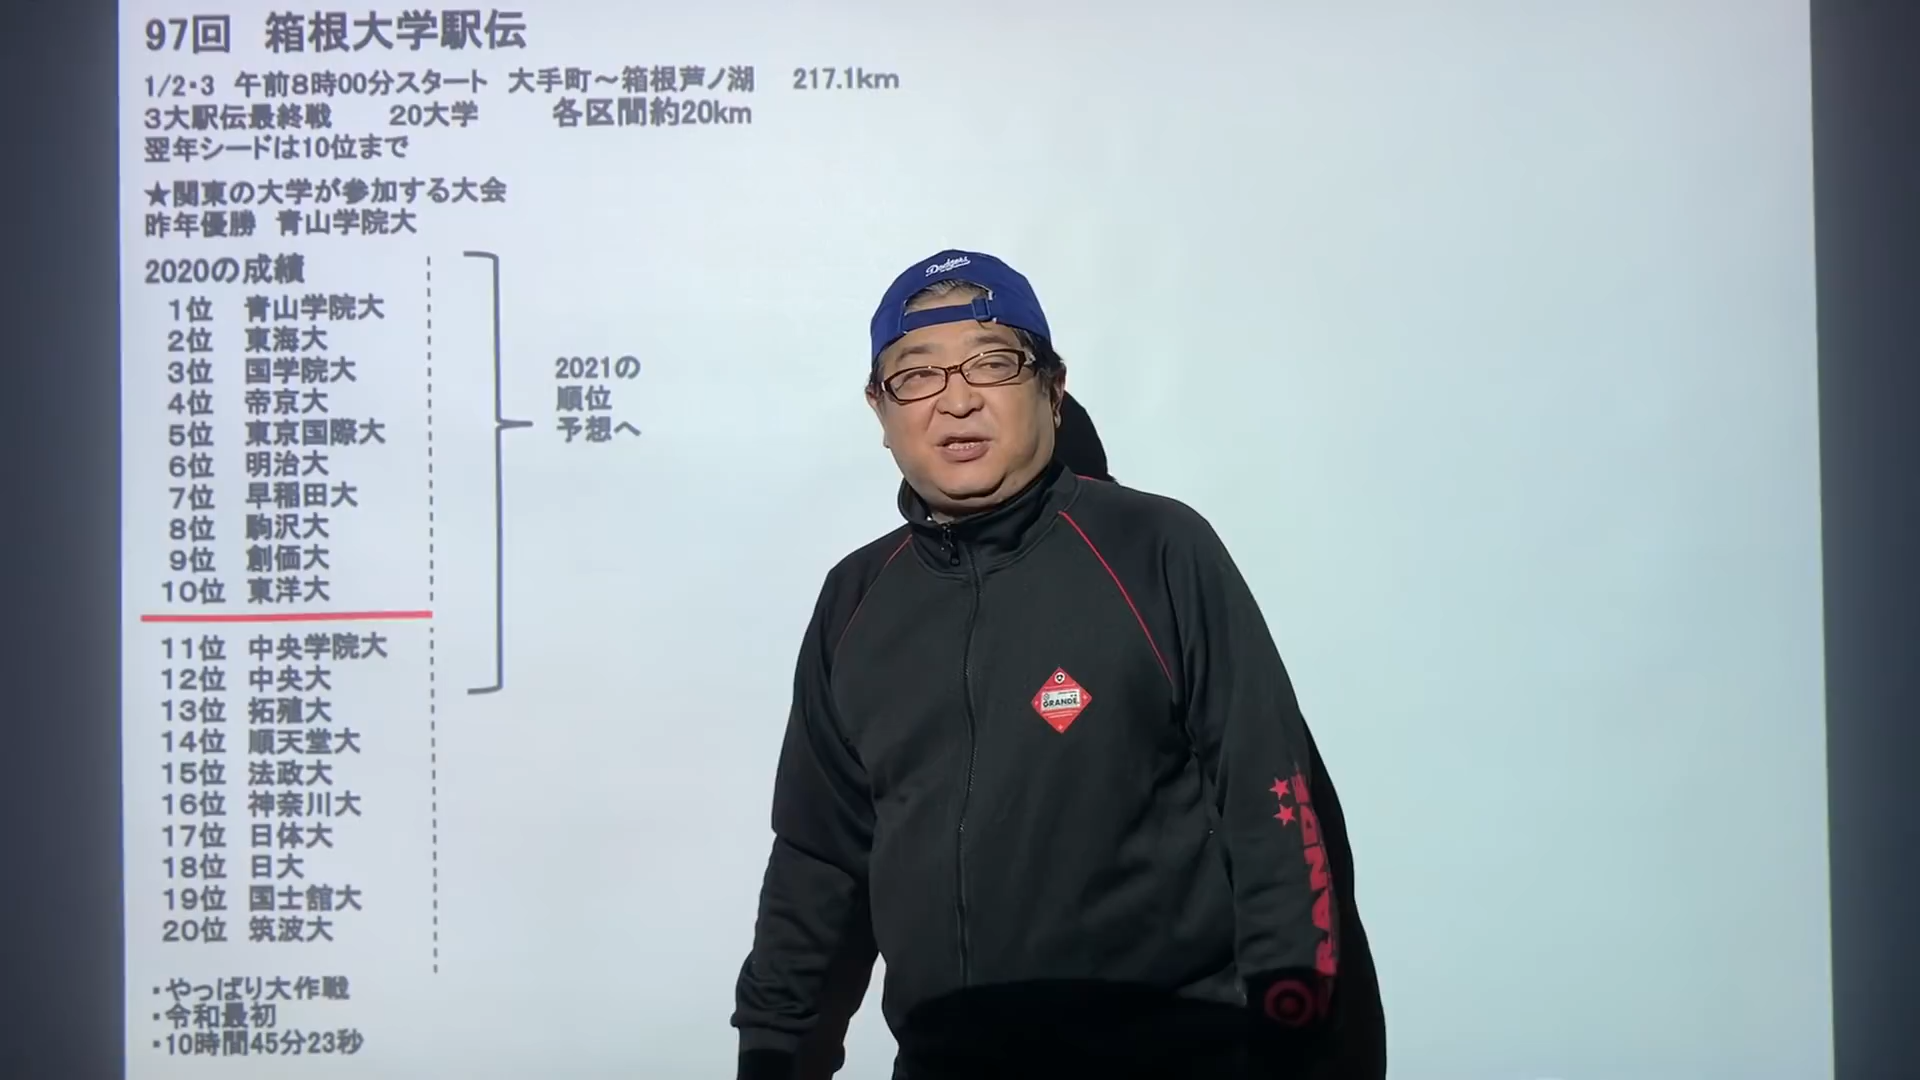 97回 箱根大学駅伝
1/2・3 午前8時00分スタート 大手町～箱根芦ノ湖 217.1km
3大駅伝最終戦 20大学 各区間約20km
翌年シードは10位まで
★関東の大学が参加する大会
昨年優勝 青山学院大
2020の成績
1位 青山学院大
2位 東海大
3位 国学院大
4位 帝京大
5位 東京国際大
6位 明治大
7位 早稲田大
8位 駒沢大
9位 創価大
10位 東洋大
11位 中央学院大
12位 中央大
13位 拓殖大
14位 順天堂大
15位 法政大
16位 神奈川大
17位 日体大
18位 日大
19位 国士舘大
20位 筑波大
・やっぱり大作戦
・令和最初
・10時間45分23秒
2021の
順位
予想へ
Dodgers
GRANDE
GRANDE